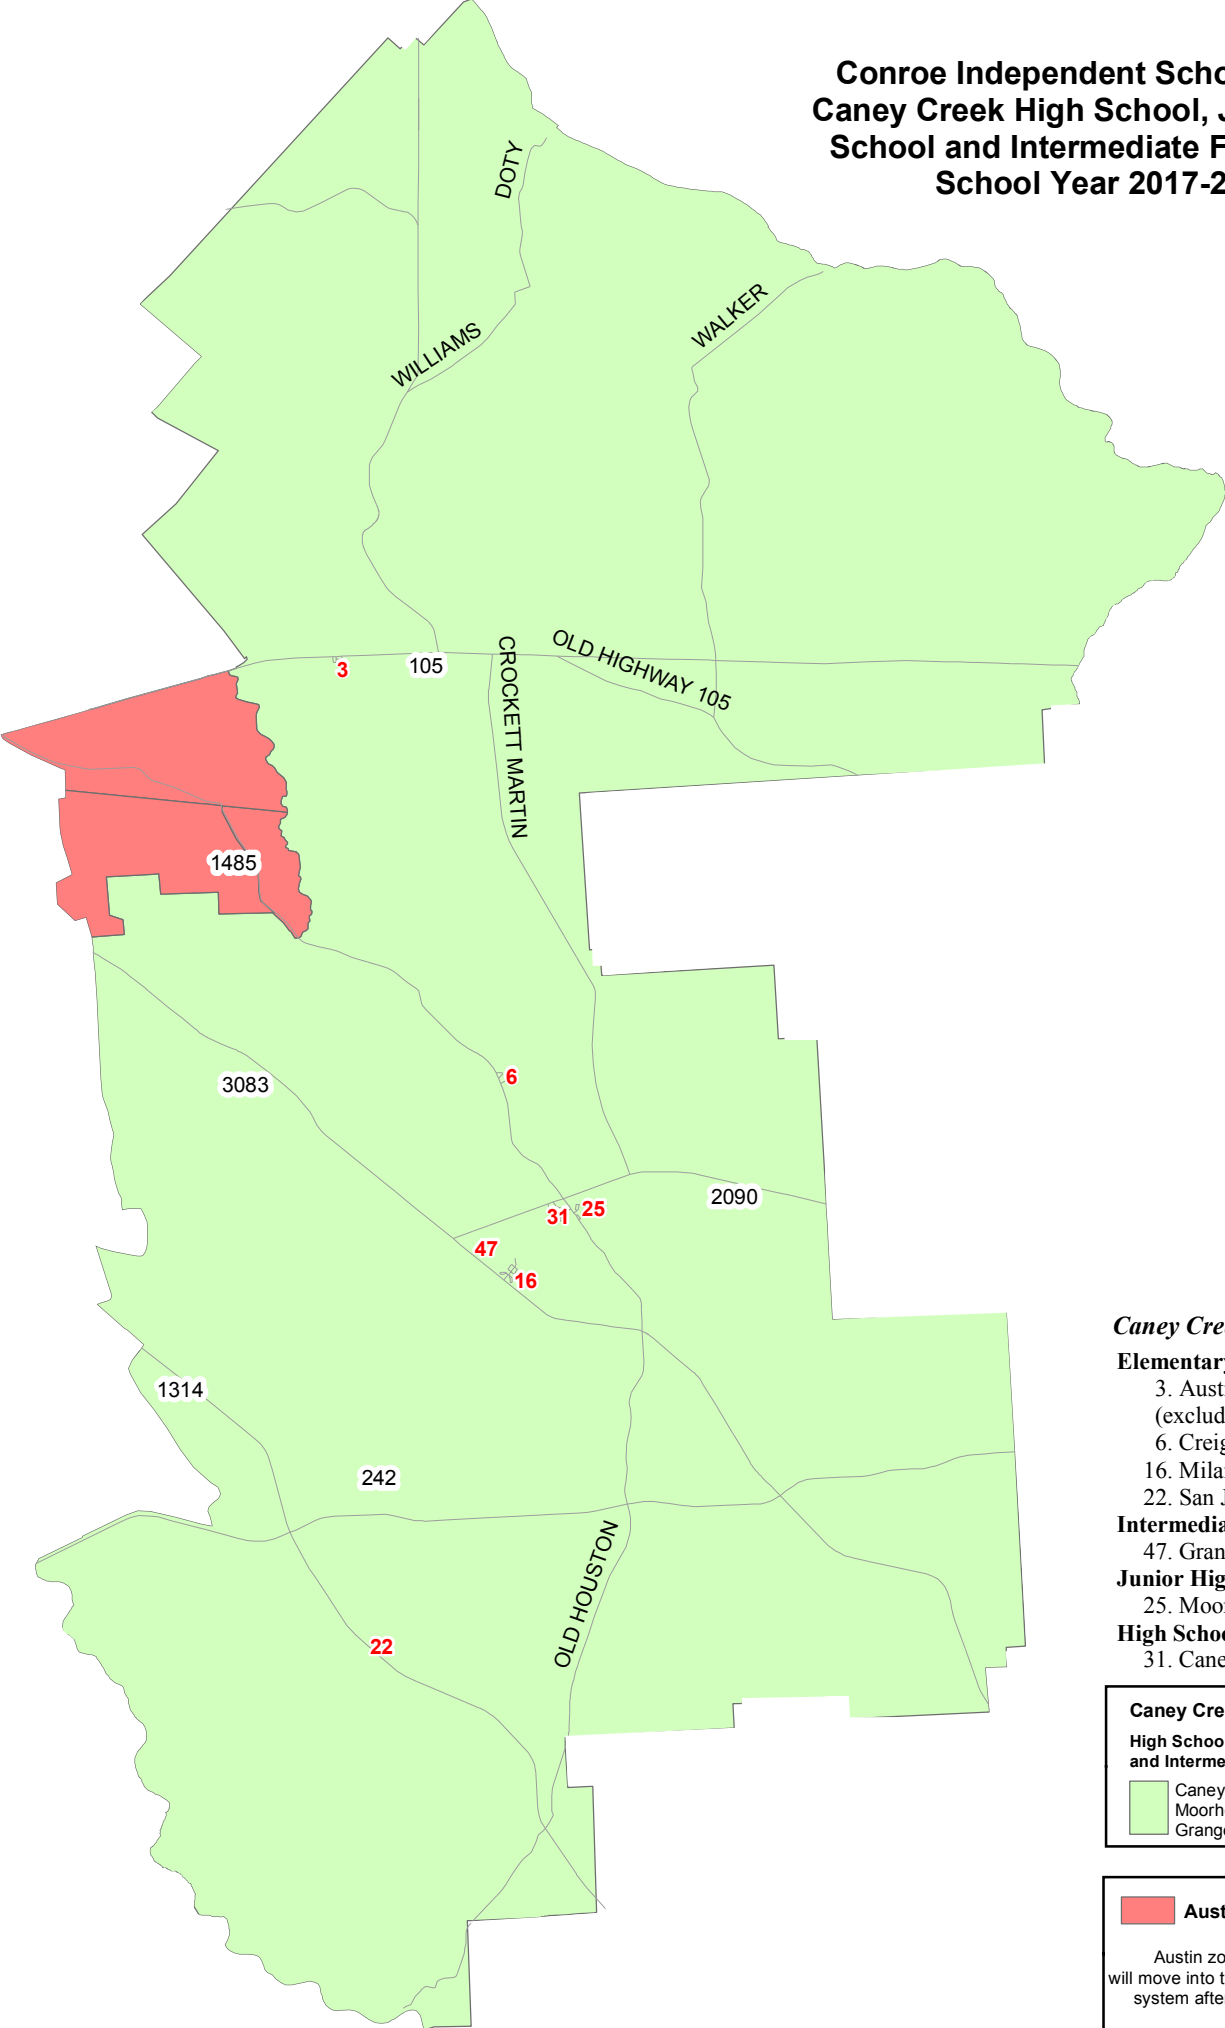 Conroe Independent Scho
Caney Creek High School, J
School and Intermediate F
School Year 2017-2
DOTY
WALKER
WILLIAMS
CROCKETT MARTIN
OLD HIGHWAY 105
3
105
1485
3083
6
2090
31
25
47
16
1314
242
OLD HOUSTON
22
Caney Cre
Elementary
3. Aust
(exclud
6. Creig
16. Mila
22. San J
Intermedia
47. Gran
Junior Hig
25. Moor
High Schoo
31. Cane
Caney Cre
High Schoo
and Interme
Caney
Moorh
Grang
Aust
Austin zo
will move into t
system afte